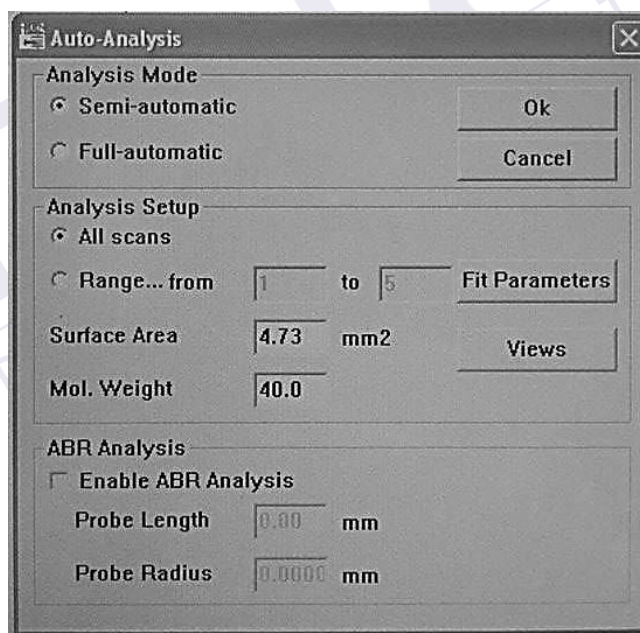 Auto-Analysis
Analysis Mode
Semi-automatic
Ok
Full-automatic
Cancel
Analysis Setup
All scans
Range... from 1 to 5 Fit Parameters
Surface Area 4.73 mm2
Views
Mol. Weight 40.0
ABR Analysis
Enable ABR Analysis
Probe Length 0.00 mm
Probe Radius 0.0000 mm